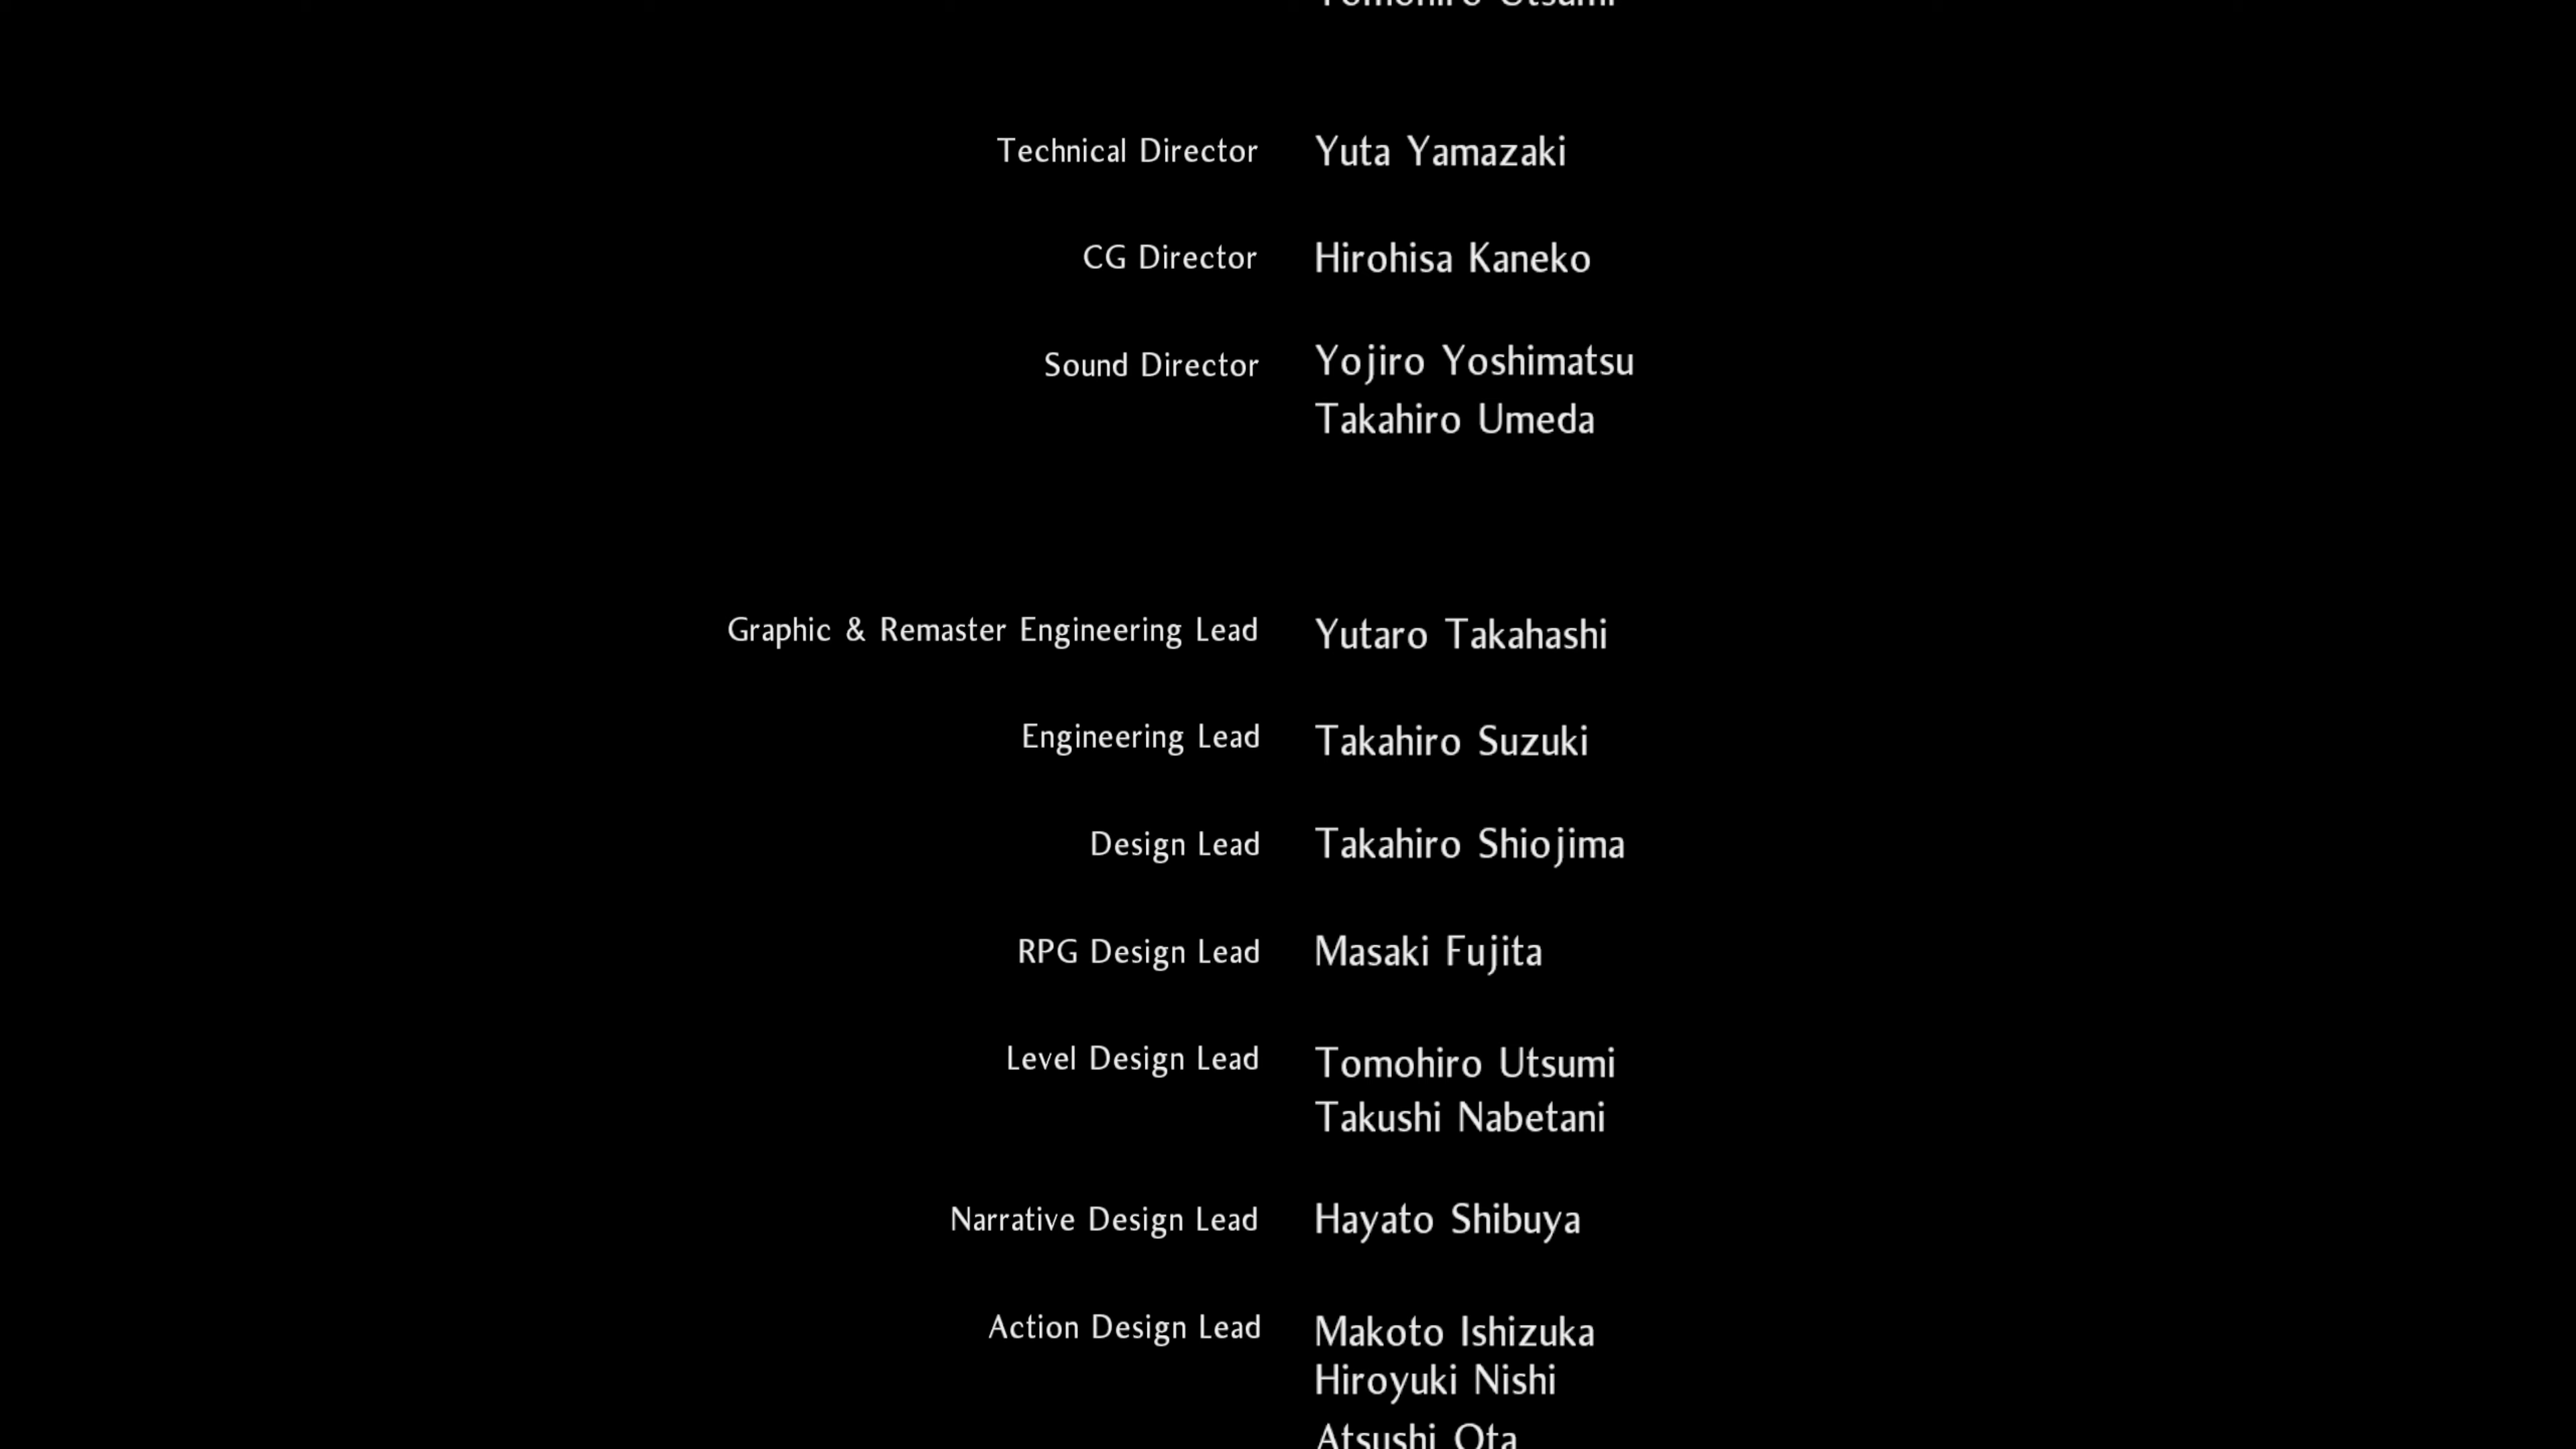 Tomohiro Utsumi
Technical Director Yuta Yamazaki
CG Director Hirohisa Kaneko
Sound Director Yojiro Yoshimatsu
Takahiro Umeda
Graphic & Remaster Engineering Lead Yutaro Takahashi
Engineering Lead Takahiro Suzuki
Design Lead Takahiro Shiojima
RPG Design Lead Masaki Fujita
Level Design Lead Tomohiro Utsumi
Takushi Nabetani
Narrative Design Lead Hayato Shibuya
Action Design Lead Makoto Ishizuka
Hiroyuki Nishi
Atsushi Ota